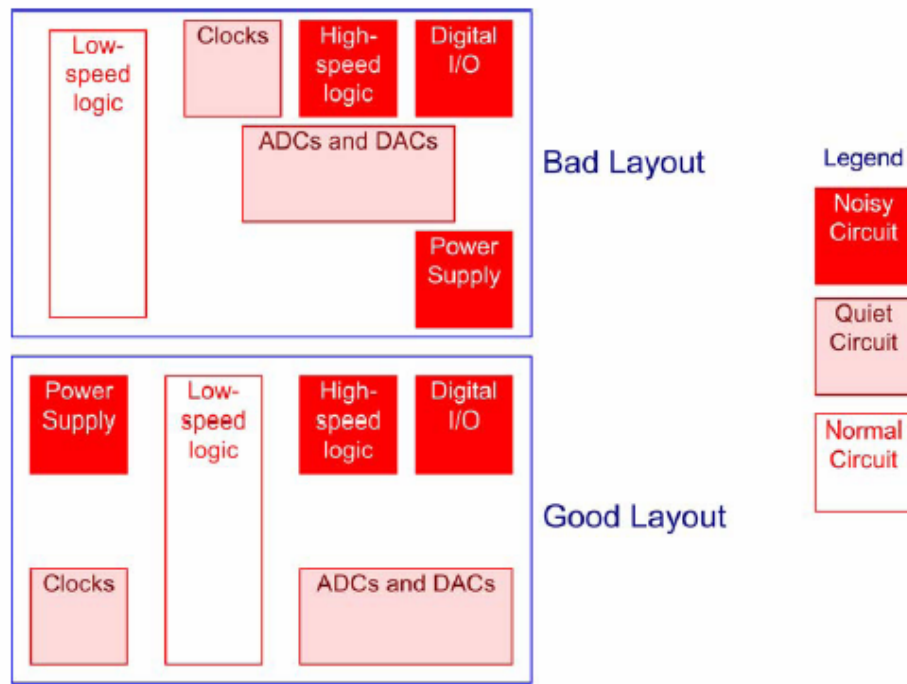 Low-
speed
logic
Clocks
High-
speed
logic
Digital
I/O
ADCs and DACs
Power
Supply
Bad Layout
Power
Supply
Low-
speed
logic
High-
speed
logic
Digital
I/O
Clocks
ADCs and DACs
Good Layout
Legend
Noisy
Circuit
Quiet
Circuit
Normal
Circuit